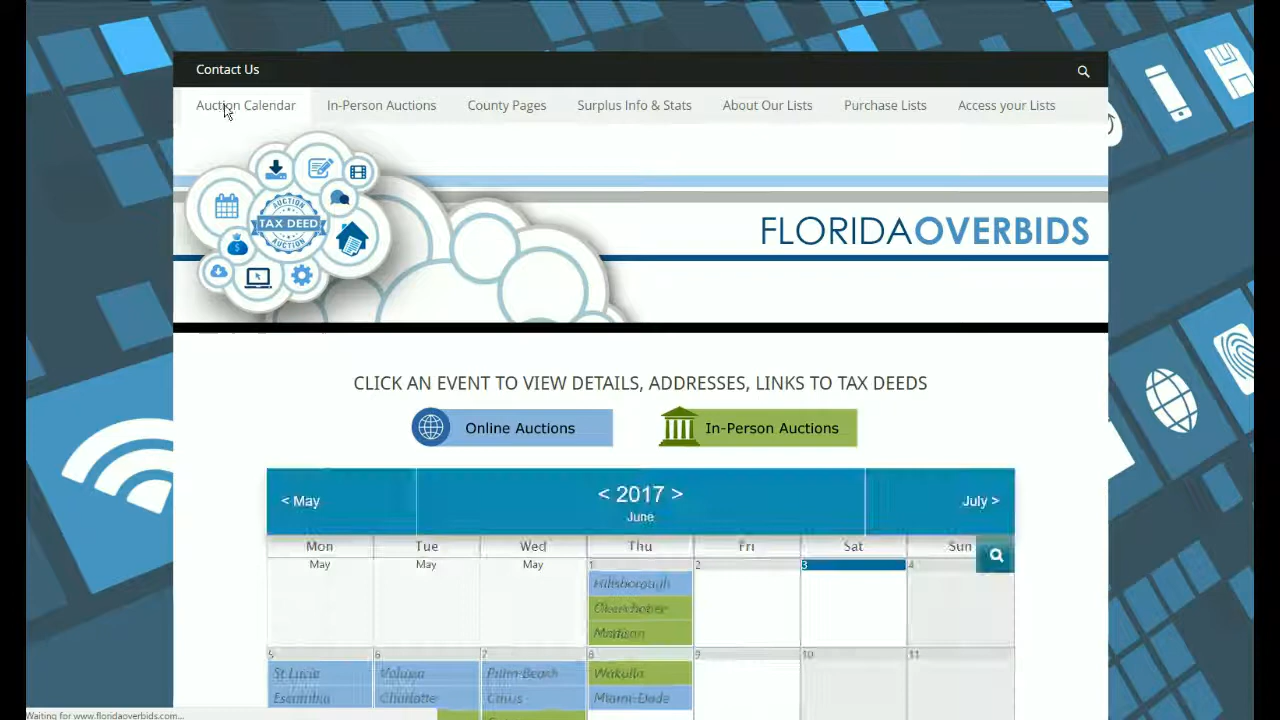 Contact Us
Auction Calendar In-Person Auctions County Pages Surplus Info & Stats About Our Lists Purchase Lists Access your Lists
AUCTION
TAX DEED
AUCTION
FLORIDAOVERBIDS
CLICK AN EVENT TO VIEW DETAILS, ADDRESSES, LINKS TO TAX DEEDS
Online Auctions In-Person Auctions
< May < 2017 > July >
June
Mon Tue Wed Thu Fri Sat Sun
May May May 1 2 3 4
Hillsborough
Okeechobee
Madison
5 6 7 8 9 10 11
St Lucie Volusia Palm Beach Wakulla
Escambia Charlotte Citrus Miami-Dade
Waiting for www.floridaoverbids.com...